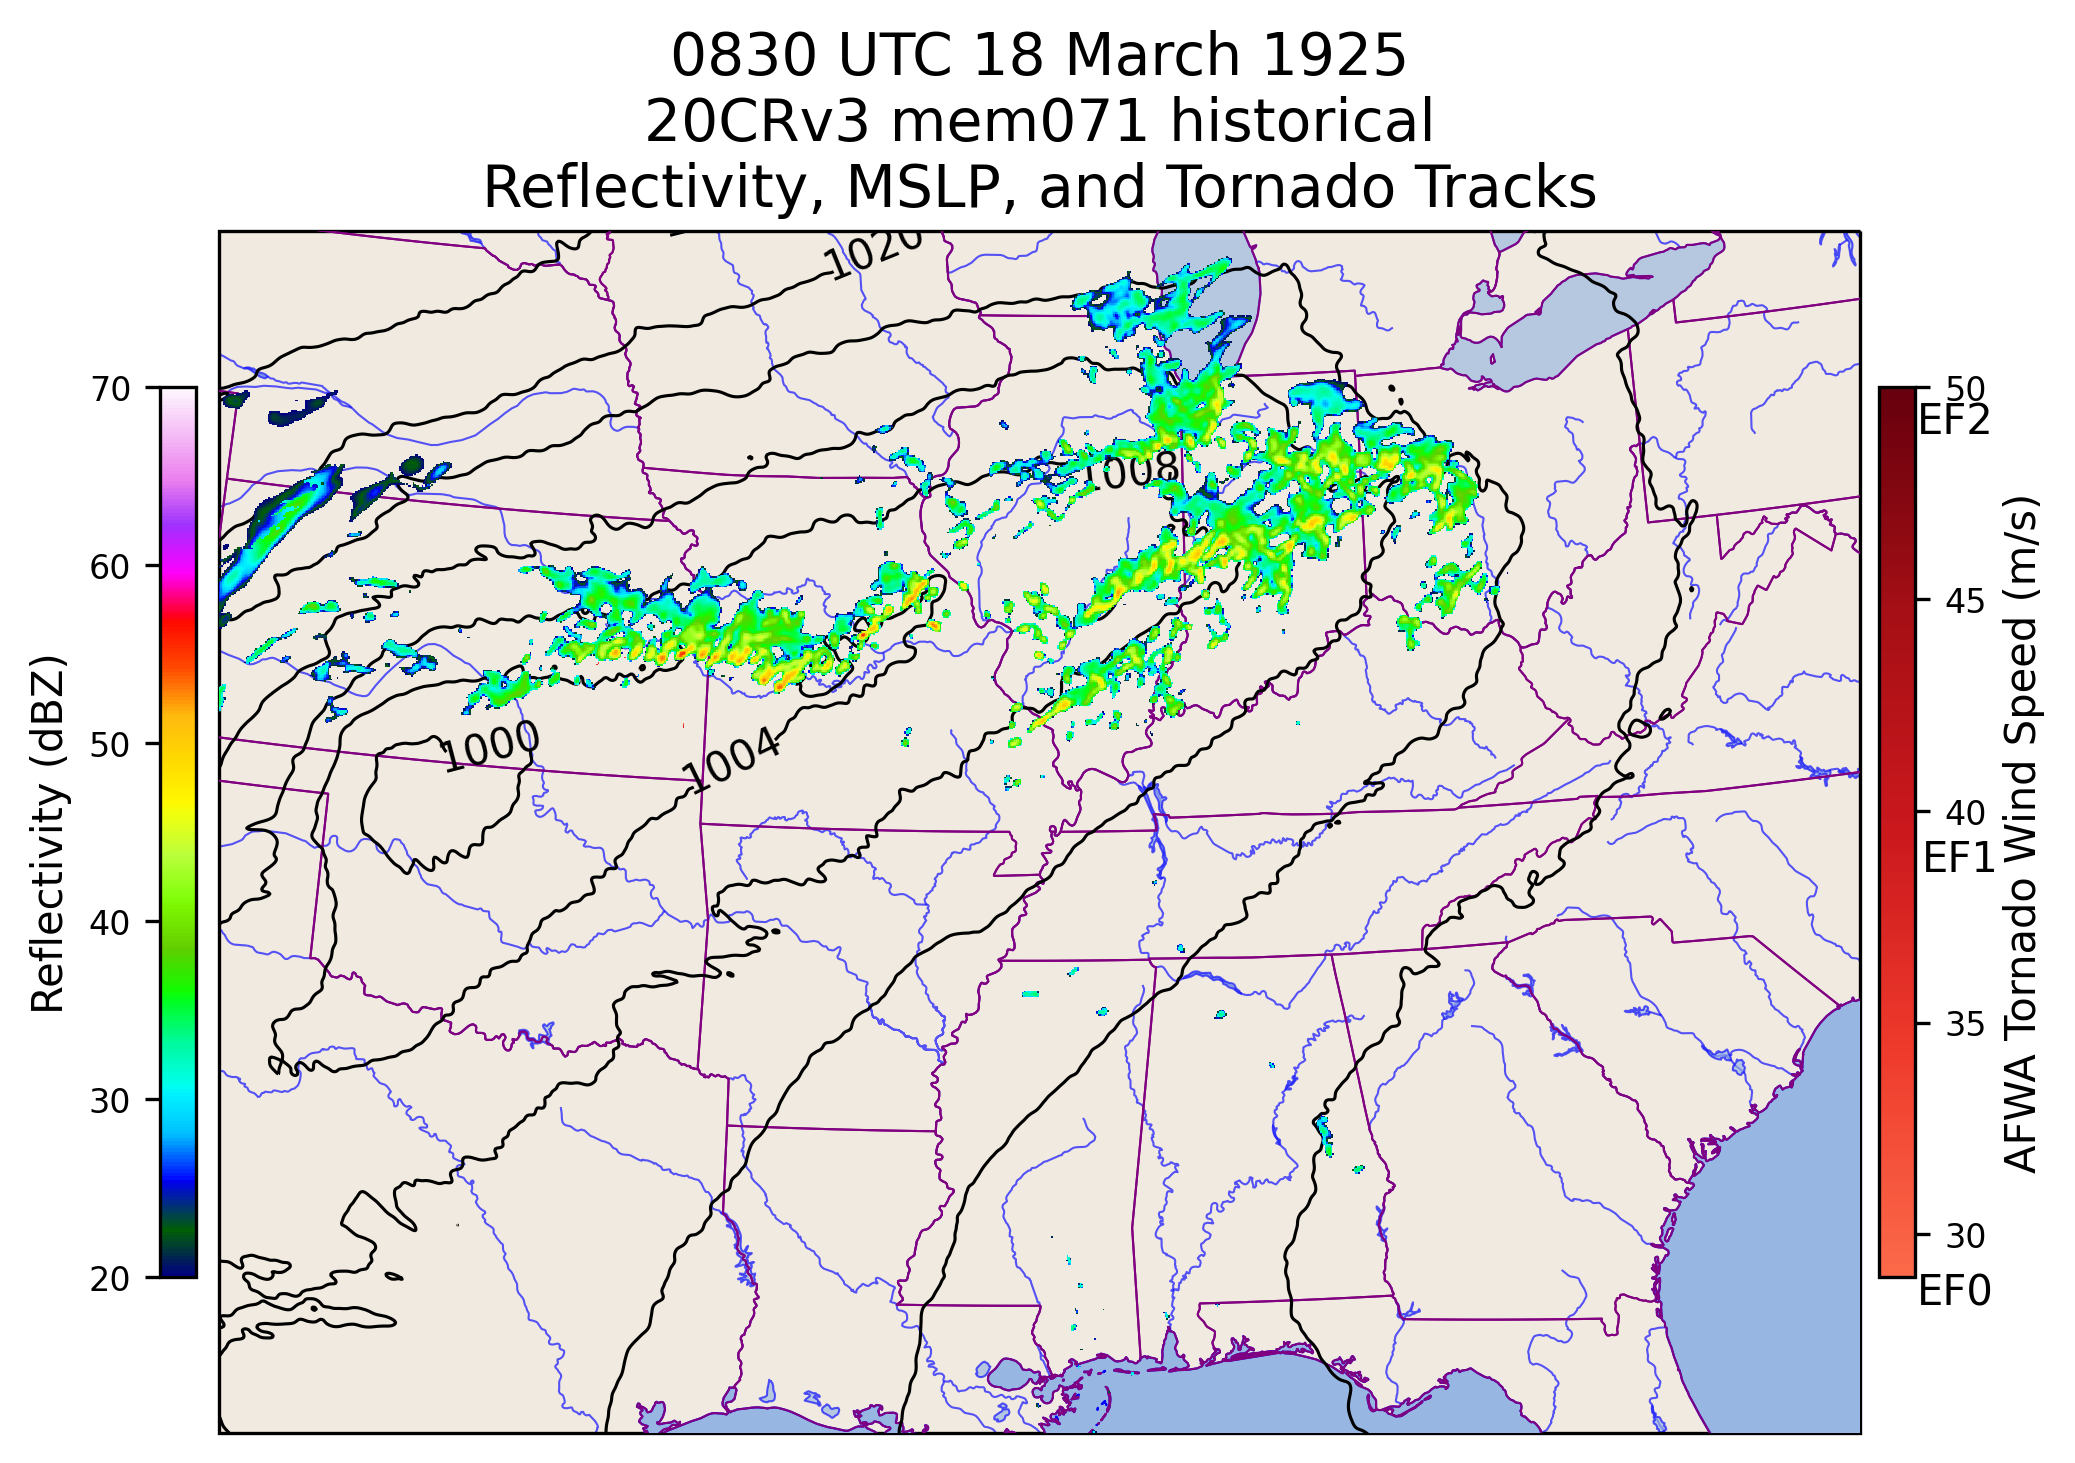 0830 UTC 18 March 1925
20CRv3 mem071 historical
Reflectivity, MSLP, and Tornado Tracks
1020
1008
1000
1004
Reflectivity (dBZ)
70
60
50
40
30
20
50
EF2
45
40
EF1
35
30
EF0
AFWA Tornado Wind Speed (m/s)